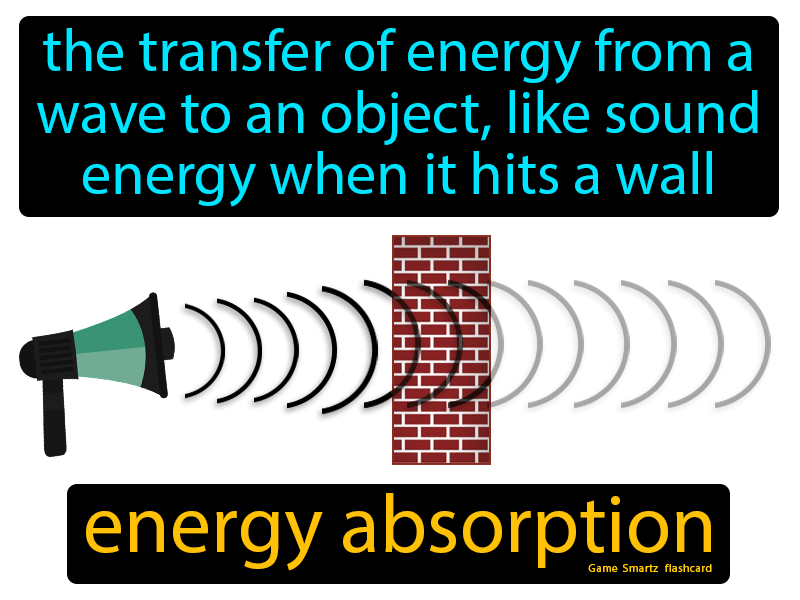 the transfer of energy from a
wave to an object, like sound
energy when it hits a wall
energy absorption
Game Smartz flashcard